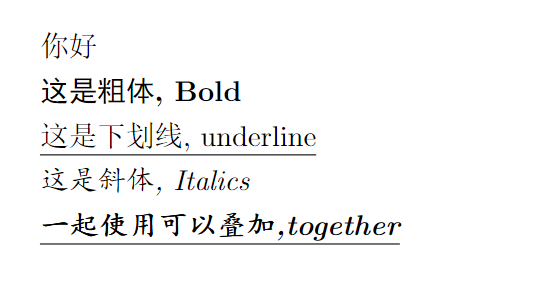 你好
这是粗体, Bold
这是下划线, underline
这是斜体, Italics
一起使用可以叠加,together